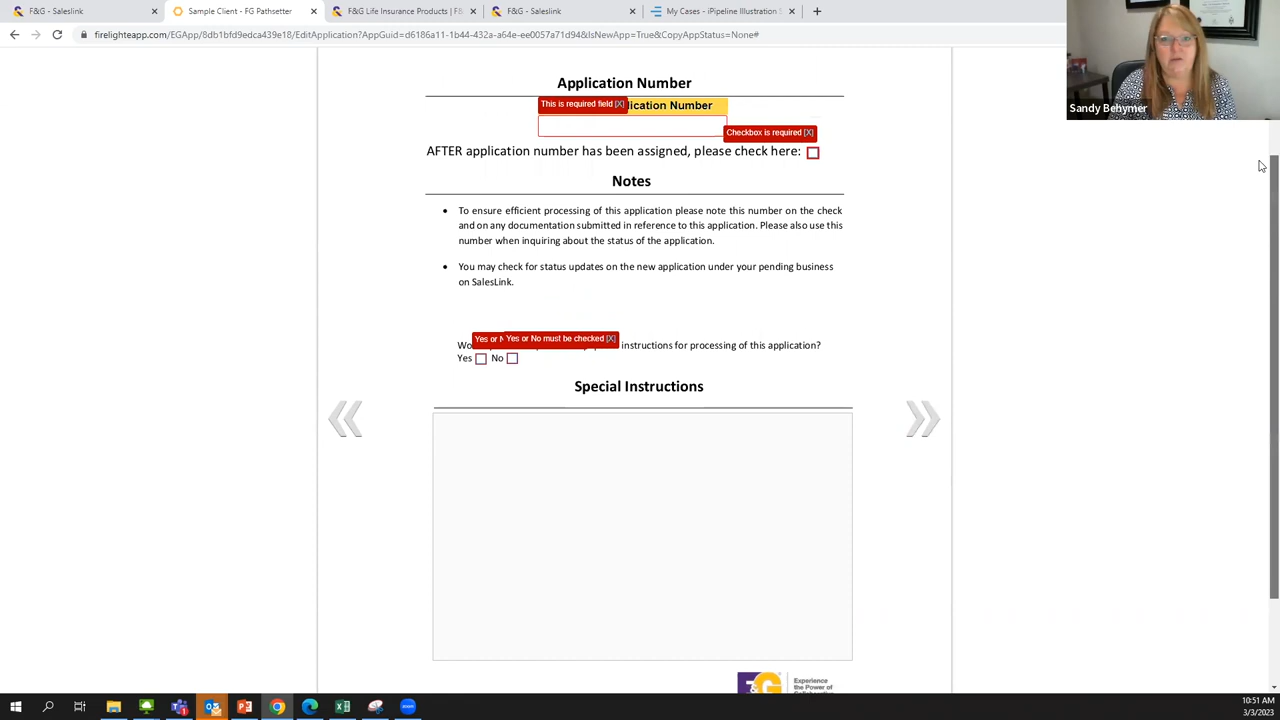 F&G - Saleslink
Sample Client - FG Pathsetter
F&G Life Insurance Products | F&
F&G - Saleslink
My Cases - iPipeline Illustration &
firelighteapp.com/EGApp/8db1bfd9edca439e18/EditApplication?AppGuid=d6186a11-1b44-432a-a64e-ee0057a71d94&IsNewApp=True&CopyAppStatus=None#
Sandy Behymer
Application Number
This is required field [X] lication Number
Checkbox is required [X]
AFTER application number has been assigned, please check here:
Notes
• To ensure efficient processing of this application please note this number on the check
and on any documentation submitted in reference to this application. Please also use this
number when inquiring about the status of the application.
• You may check for status updates on the new application under your pending business
on SalesLink.
Yes or N Yes or No must be checked [X]
Wo instructions for processing of this application?
Yes No
Special Instructions
F&G
Experience
the Power of
10:51 AM
3/3/2023